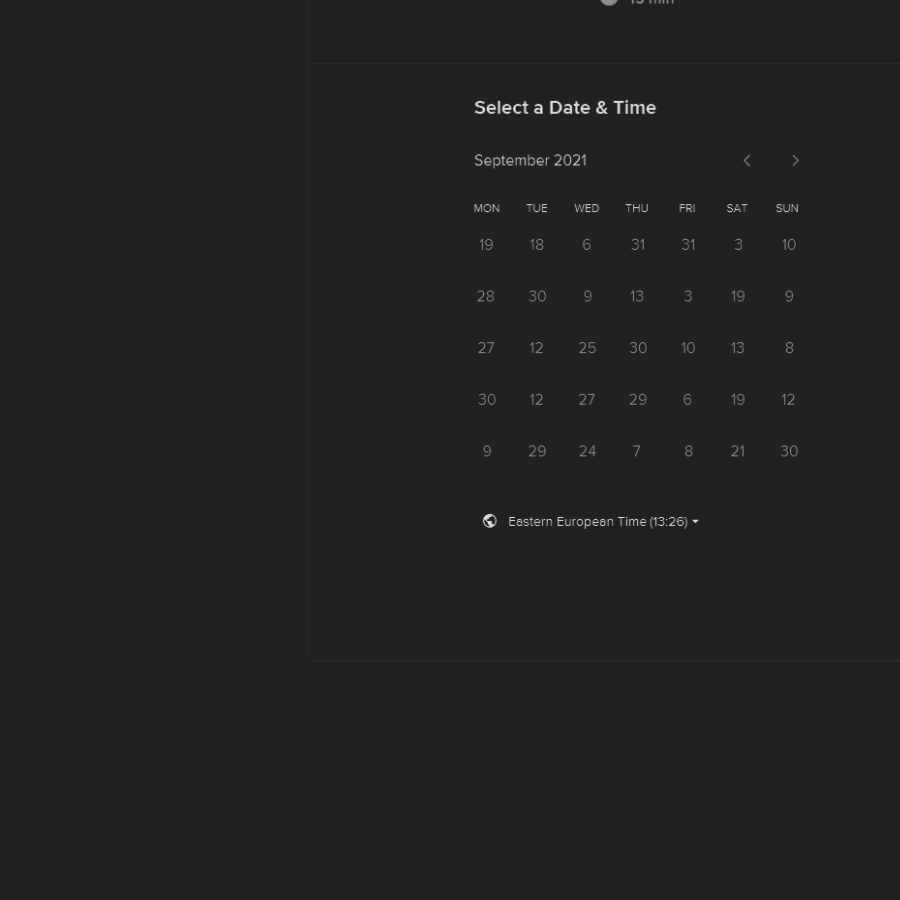 15 min
Select a Date & Time
September 2021
MON TUE WED THU FRI SAT SUN
19 18 6 31 31 3 10
28 30 9 13 3 19 9
27 12 25 30 10 13 8
30 12 27 29 6 19 12
9 29 24 7 8 21 30
Eastern European Time (13:26)